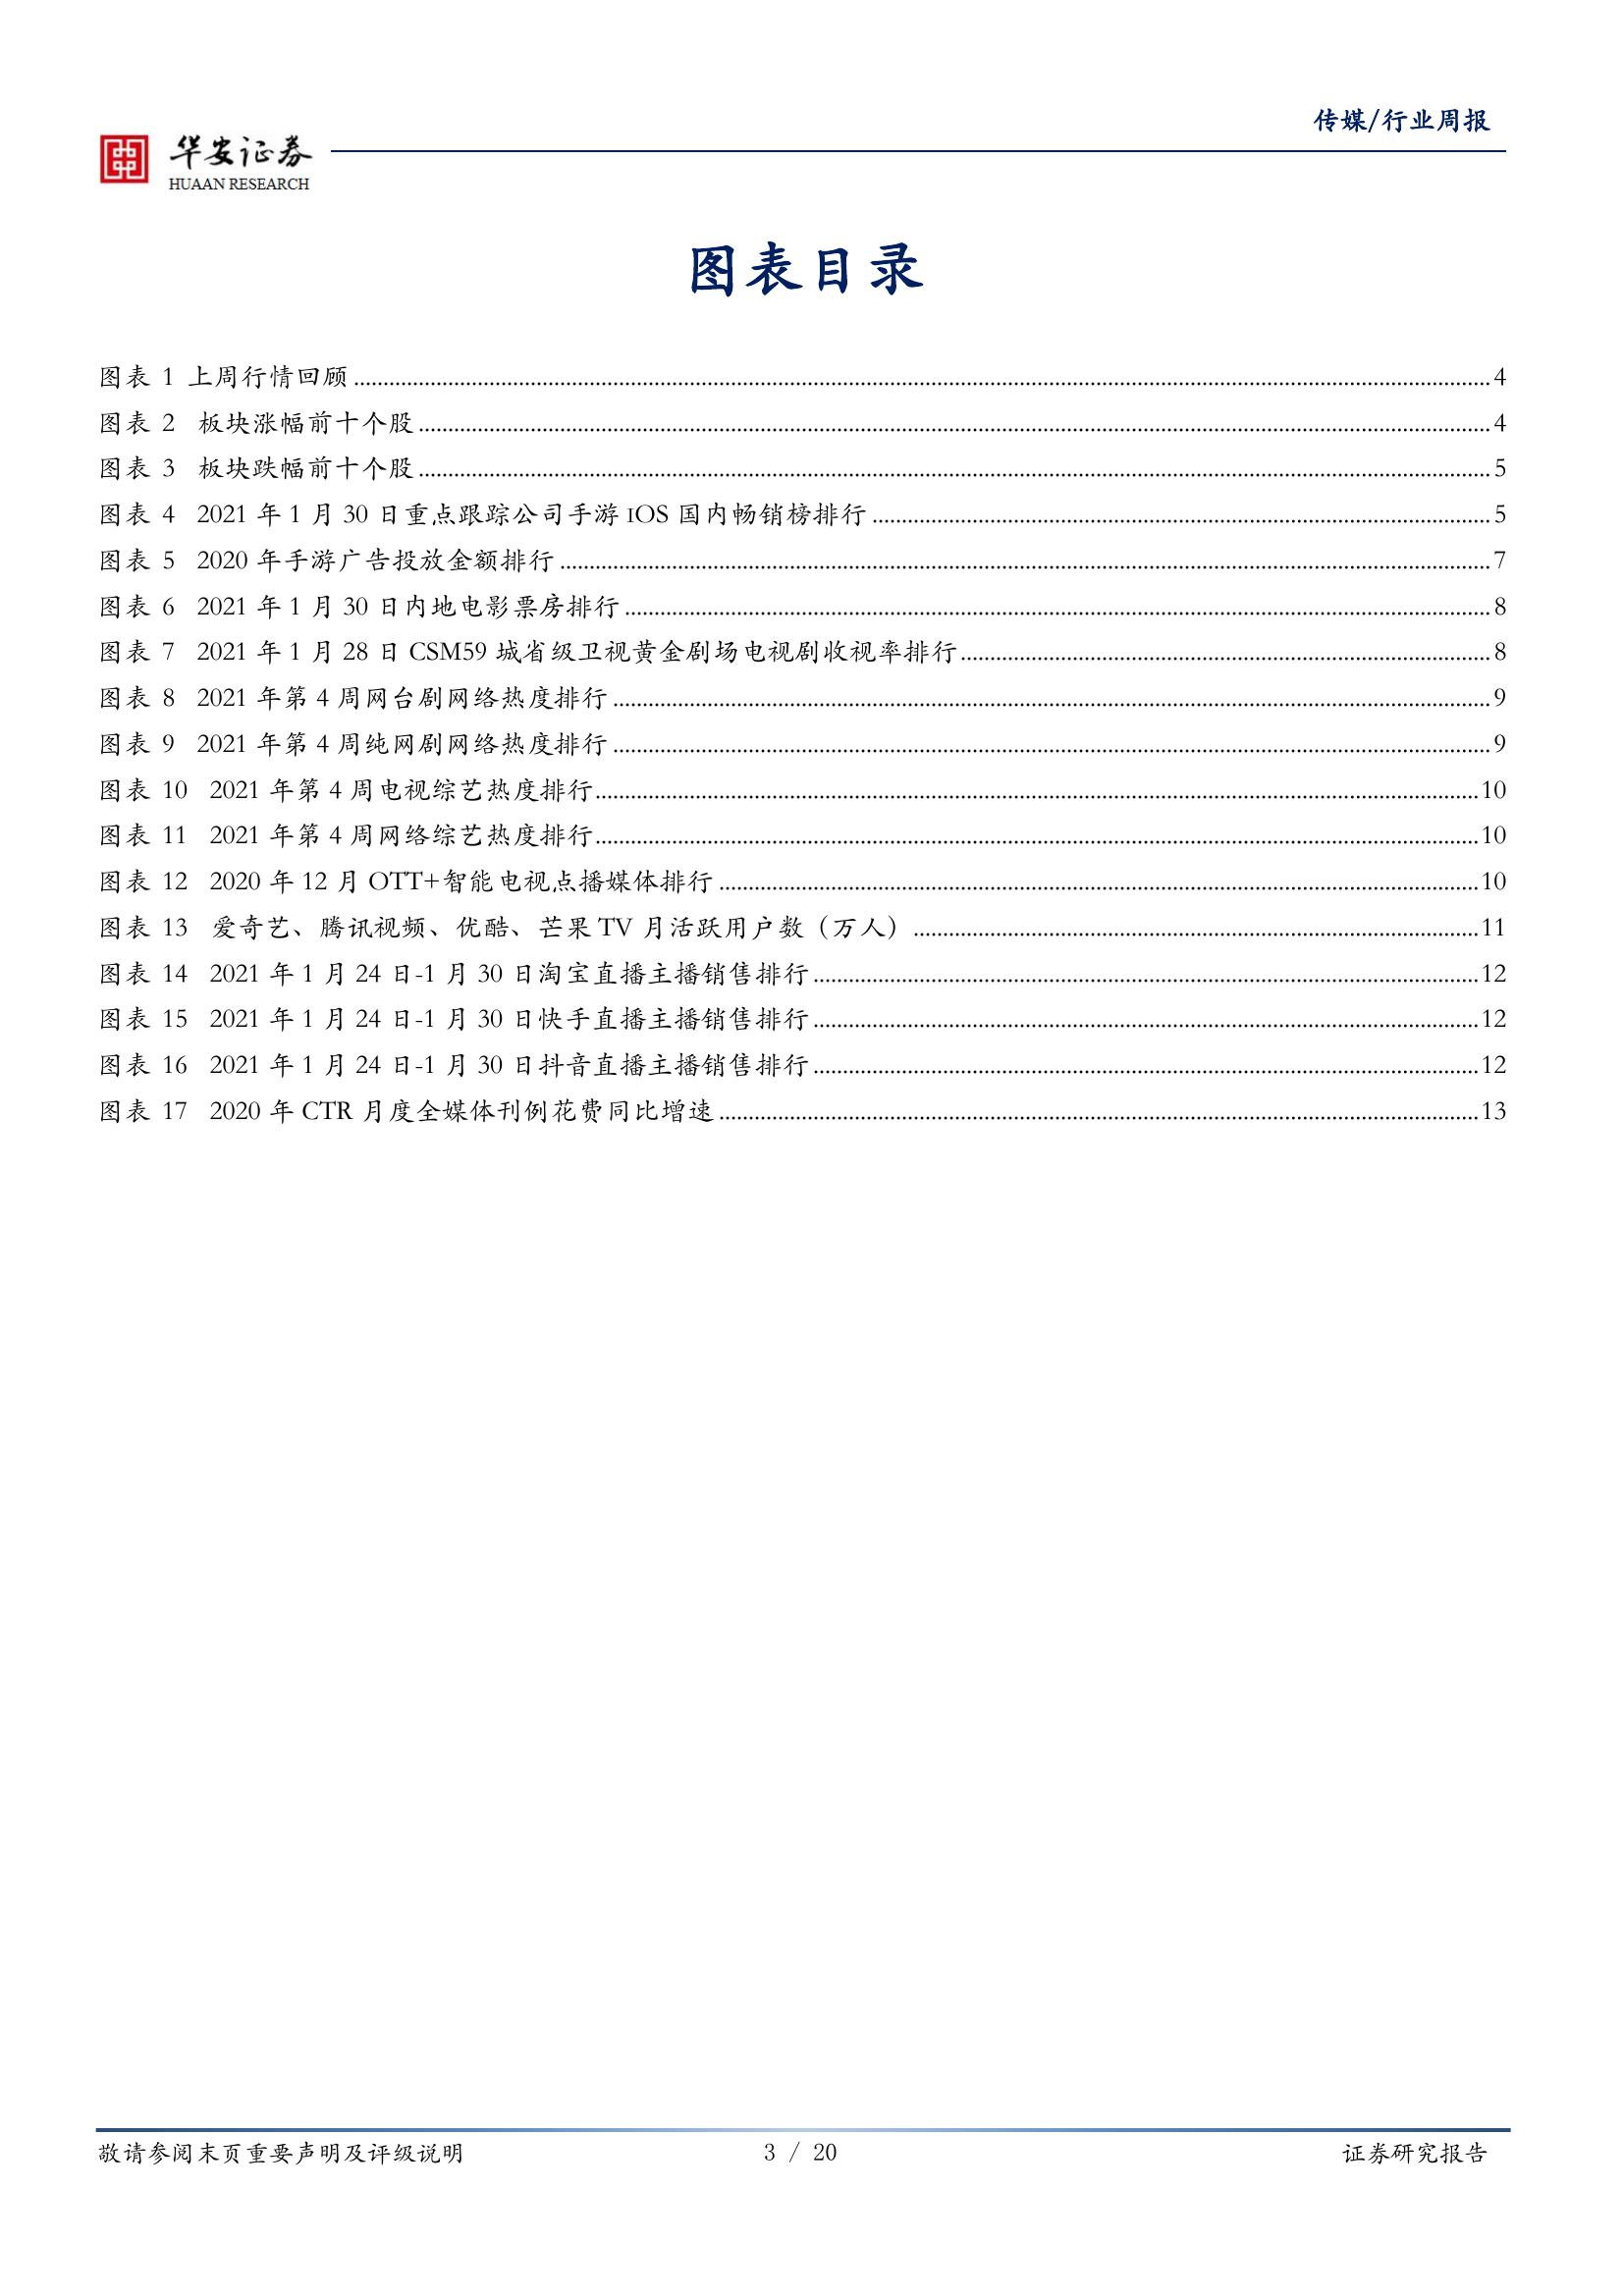 传媒/行业周报
华安证券
HUAAN RESEARCH
图表目录
图表 1 上周行情回顾 4
图表 2 板块涨幅前十个股 4
图表 3 板块跌幅前十个股 5
图表 4 2021 年 1 月 30 日重点跟踪公司手游 IOS 国内畅销榜排行 5
图表 5 2020 年手游广告投放金额排行 7
图表 6 2021 年 1 月 30 日内地电影票房排行 8
图表 7 2021 年 1 月 28 日 CSM59 城省级卫视黄金剧场电视剧收视率排行 8
图表 8 2021 年第 4 周网台剧网络热度排行 9
图表 9 2021 年第 4 周纯网剧网络热度排行 9
图表 10 2021 年第 4 周电视综艺热度排行 10
图表 11 2021 年第 4 周网络综艺热度排行 10
图表 12 2020 年 12 月 OTT+智能电视点播媒体排行 10
图表 13 爱奇艺、腾讯视频、优酷、芒果 TV 月活跃用户数（万人） 11
图表 14 2021 年 1 月 24 日-1 月 30 日淘宝直播主播销售排行 12
图表 15 2021 年 1 月 24 日-1 月 30 日快手直播主播销售排行 12
图表 16 2021 年 1 月 24 日-1 月 30 日抖音直播主播销售排行 12
图表 17 2020 年 CTR 月度全媒体刊例花费同比增速 13
敬请参阅末页重要声明及评级说明 3 / 20 证券研究报告